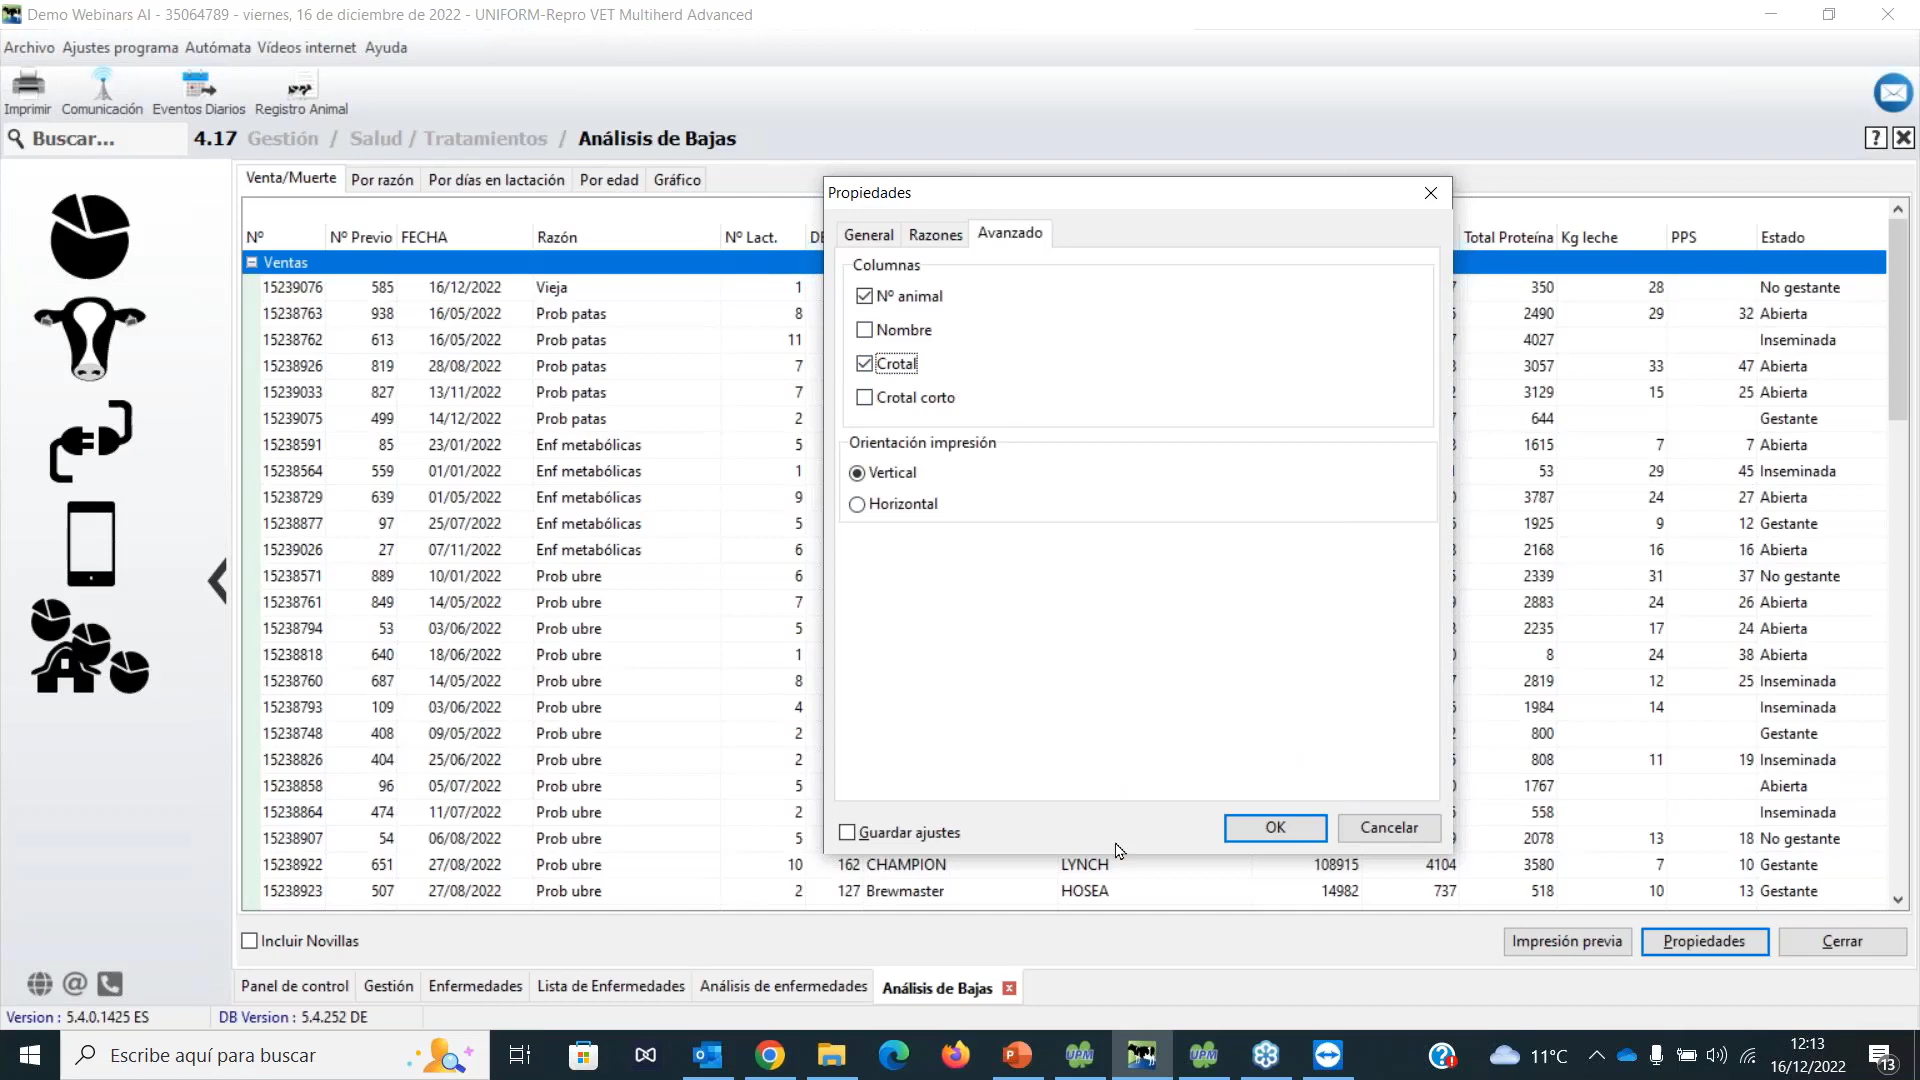 Demo Webinars AI - 35064789 - viernes, 16 de diciembre de 2022 - UNIFORM-Repro VET Multiherd Advanced
Archivo Ajustes programa Autómata Vídeos internet Ayuda
Imprimir Comunicación Eventos Diarios Registro Animal
Buscar... 4.17 Gestión / Salud / Tratamientos / Análisis de Bajas
Venta/Muerte Por razón Por días en lactación Por edad Gráfico
Nº Nº Previo FECHA Razón Nº Lact. Total Proteína Kg leche PPS Estado
Ventas
15239076 585 16/12/2022 Vieja 1 350 28 No gestante
15238763 938 16/05/2022 Prob patas 8 2490 29 32 Abierta
15238762 613 16/05/2022 Prob patas 11 4027 Inseminada
15238926 819 28/08/2022 Prob patas 7 3057 33 47 Abierta
15239033 827 13/11/2022 Prob patas 7 3129 15 25 Abierta
15239075 499 14/12/2022 Prob patas 2 644 Gestante
15238591 85 23/01/2022 Enf metabólicas 5 1615 7 7 Abierta
15238564 559 01/01/2022 Enf metabólicas 1 53 29 45 Inseminada
15238729 639 01/05/2022 Enf metabólicas 9 3787 24 27 Abierta
15238877 97 25/07/2022 Enf metabólicas 5 1925 9 12 Gestante
15239026 27 07/11/2022 Enf metabólicas 6 2168 16 16 Abierta
15238571 889 10/01/2022 Prob ubre 6 2339 31 37 No gestante
15238761 849 14/05/2022 Prob ubre 7 2883 24 26 Abierta
15238794 53 03/06/2022 Prob ubre 5 2235 17 24 Abierta
15238818 640 18/06/2022 Prob ubre 1 8 24 38 Abierta
15238760 687 14/05/2022 Prob ubre 8 2819 12 25 Inseminada
15238793 109 03/06/2022 Prob ubre 4 1984 14 Inseminada
15238748 408 09/05/2022 Prob ubre 2 800 Gestante
15238826 404 25/06/2022 Prob ubre 2 808 11 19 Inseminada
15238858 96 05/07/2022 Prob ubre 5 1767 Abierta
15238864 474 11/07/2022 Prob ubre 2 558 Inseminada
15238907 54 06/08/2022 Prob ubre 5 2078 13 18 No gestante
15238922 651 27/08/2022 Prob ubre 10 162 CHAMPION LYNCH 108915 4104 3580 7 10 Gestante
15238923 507 27/08/2022 Prob ubre 2 127 Brewmaster HOSEA 14982 737 518 10 13 Gestante
Propiedades
General Razones Avanzado
Columnas
Nº animal
Nombre
Crotal
Crotal corto
Orientación impresión
Vertical
Horizontal
Guardar ajustes OK Cancelar
Incluir Novillas Impresión previa Propiedades Cerrar
Panel de control Gestión Enfermedades Lista de Enfermedades Análisis de enfermedades Análisis de Bajas
Version : 5.4.0.1425 ES DB Version : 5.4.252 DE
Escribe aquí para buscar 11°C 12:13
16/12/2022 13